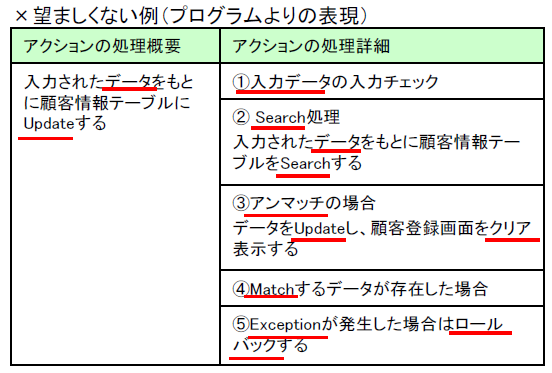 ×望ましくない例（プログラムよりの表現）
アクションの処理概要
アクションの処理詳細
入力されたデータをもと
に顧客情報テーブルに
Updateする
①入力データの入力チェック
② Search処理
入力されたデータをもとに顧客情報テー
ブルをSearchする
③アンマッチの場合
データをUpdateし、顧客登録画面をクリア
表示する
④Matchするデータが存在した場合
⑤Exceptionが発生した場合はロール
バックする